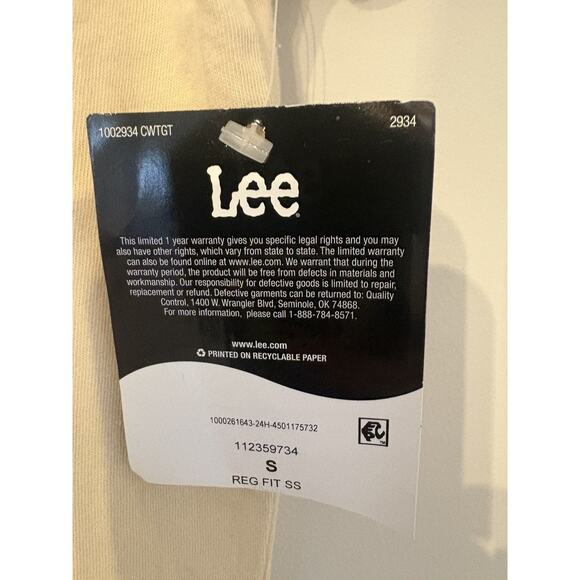 1002934 CWTGT
2934
Lee®
This limited 1 year warranty gives you specific legal rights and you may
also have other rights, which vary from state to state. The limited warranty
can also be found online at www.lee.com. We warrant that during the
warranty period, the product will be free from defects in materials and
workmanship. Our responsibility for defective goods is limited to repair,
replacement or refund. Defective garments can be returned to: Quality
Control, 1400 W. Wrangler Blvd, Seminole, OK 74868.
For more information, please call 1-888-784-8571.
www.lee.com
PRINTED ON RECYCLABLE PAPER
1000261643-24H-4501175732
112359734
S
REG FIT SS